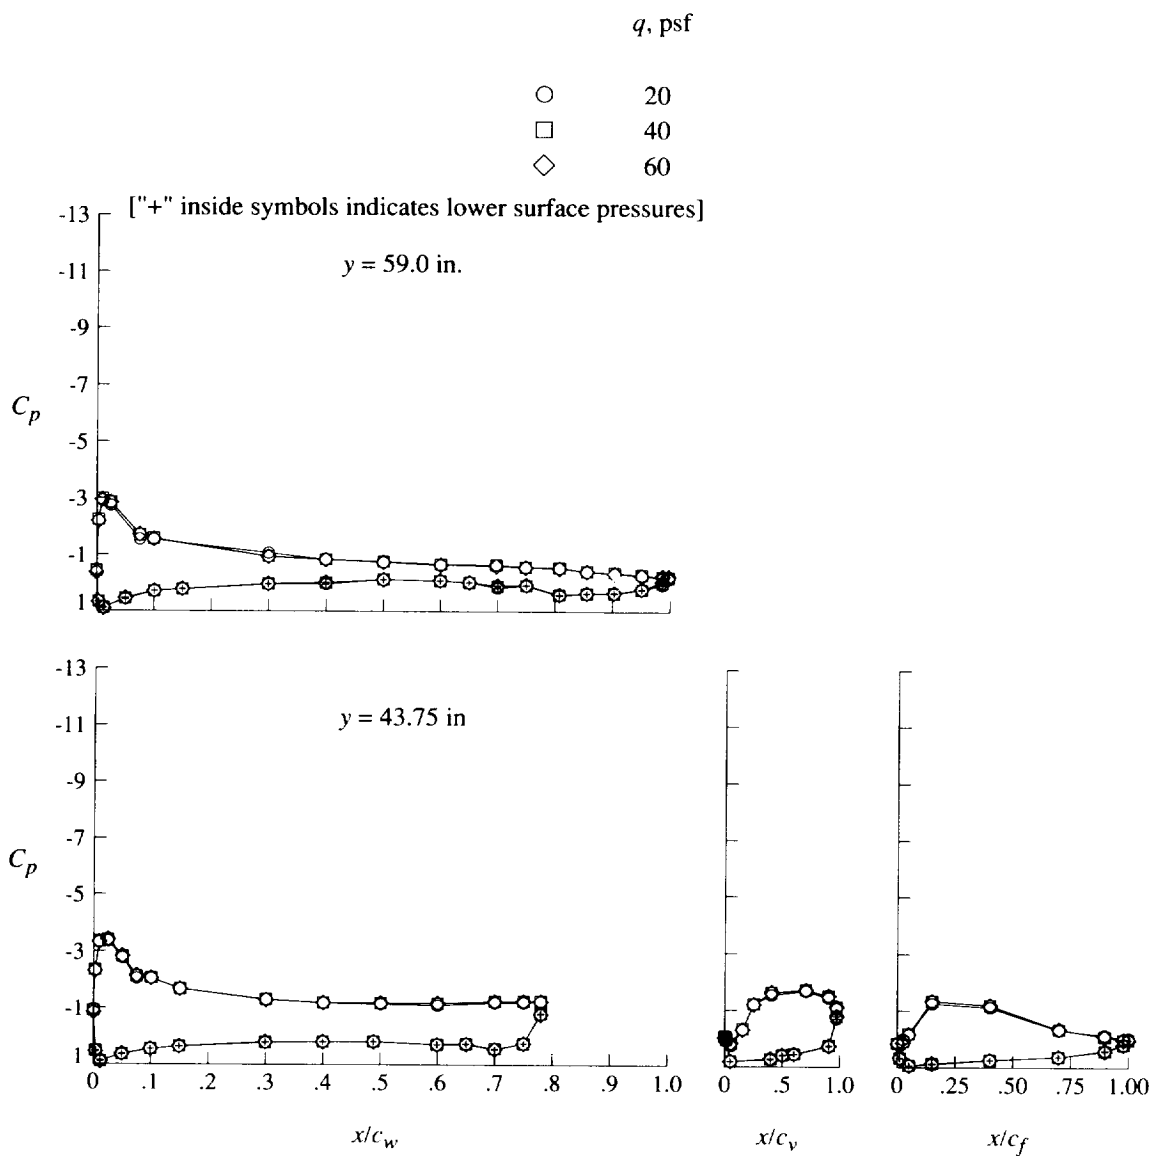 q, psf
20
40
60
["+" inside symbols indicates lower surface pressures]
y = 59.0 in.
-13
-11
-9
-7
-5
-3
-1
1
C_p
y = 43.75 in
-13
-11
-9
-7
-5
-3
-1
1
C_p
0 .1 .2 .3 .4 .5 .6 .7 .8 .9 1.0
x/c_w
0 .5 1.0
x/c_v
0 .25 .50 .75 1.00
x/c_f